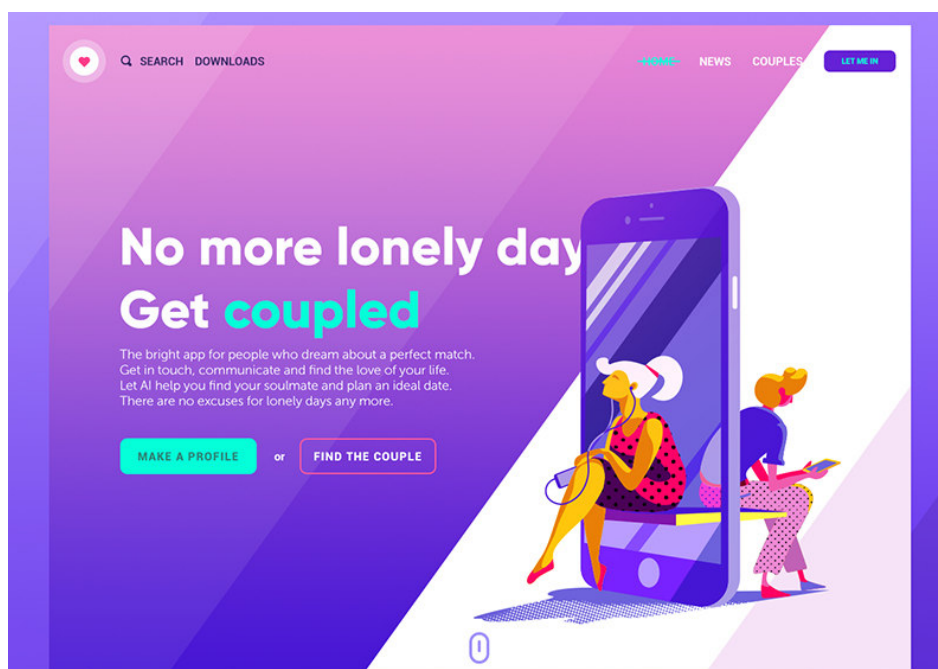 SEARCH DOWNLOADS
HOME NEWS COUPLES LET ME IN
No more lonely day
Get coupled
The bright app for people who dream about a perfect match.
Get in touch, communicate and find the love of your life.
Let AI help you find your soulmate and plan an ideal date.
There are no excuses for lonely days any more.
MAKE A PROFILE or FIND THE COUPLE